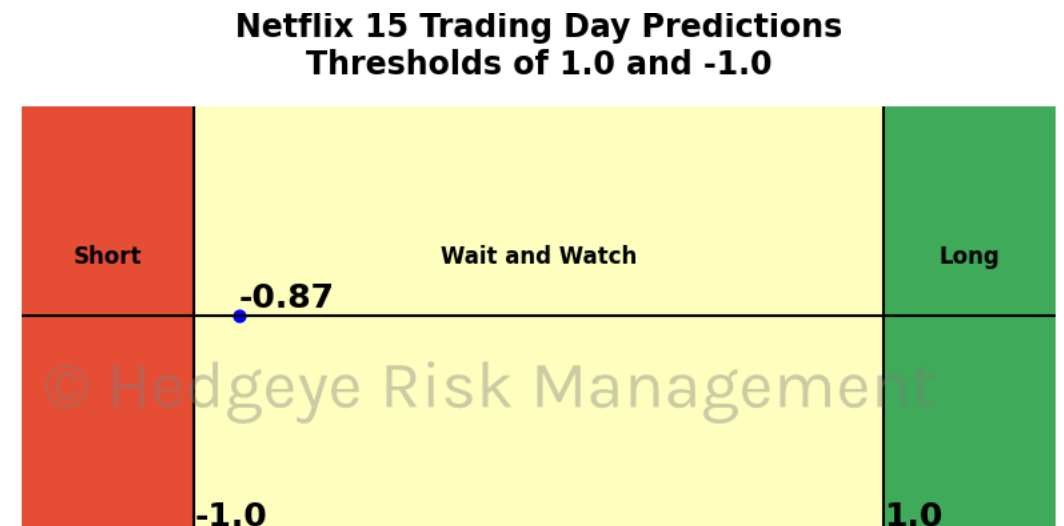 Netflix 15 Trading Day Predictions
Thresholds of 1.0 and -1.0
Short
Wait and Watch
Long
-0.87
© Hedgeye Risk Management
-1.0
1.0